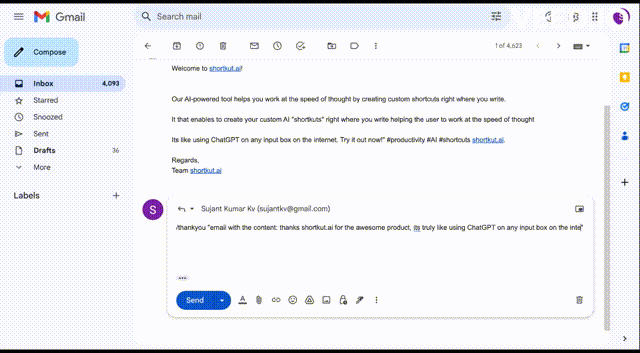 Gmail
Search mail
Compose
1 of 4,623
Inbox 4,093
Starred
Snoozed
Sent
Drafts 36
More
Labels
Welcome to shortkut.ai!
Our AI-powered tool helps you work at the speed of thought by creating custom shortcuts right where you write.
It that enables to create your custom AI "shortkuts" right where you write helping the user to work at the speed of thought
Its like using ChatGPT on any input box on the internet. Try it out now!" #productivity #AI #shortcuts shortkut.ai.
Regards,
Team shortkut.ai
S
Sujant Kumar Kv (sujantkv@gmail.com)
/thankyou "email with the content: thanks shortkut.ai for the awesome product, its truly like using ChatGPT on any input box on the inte"
Send